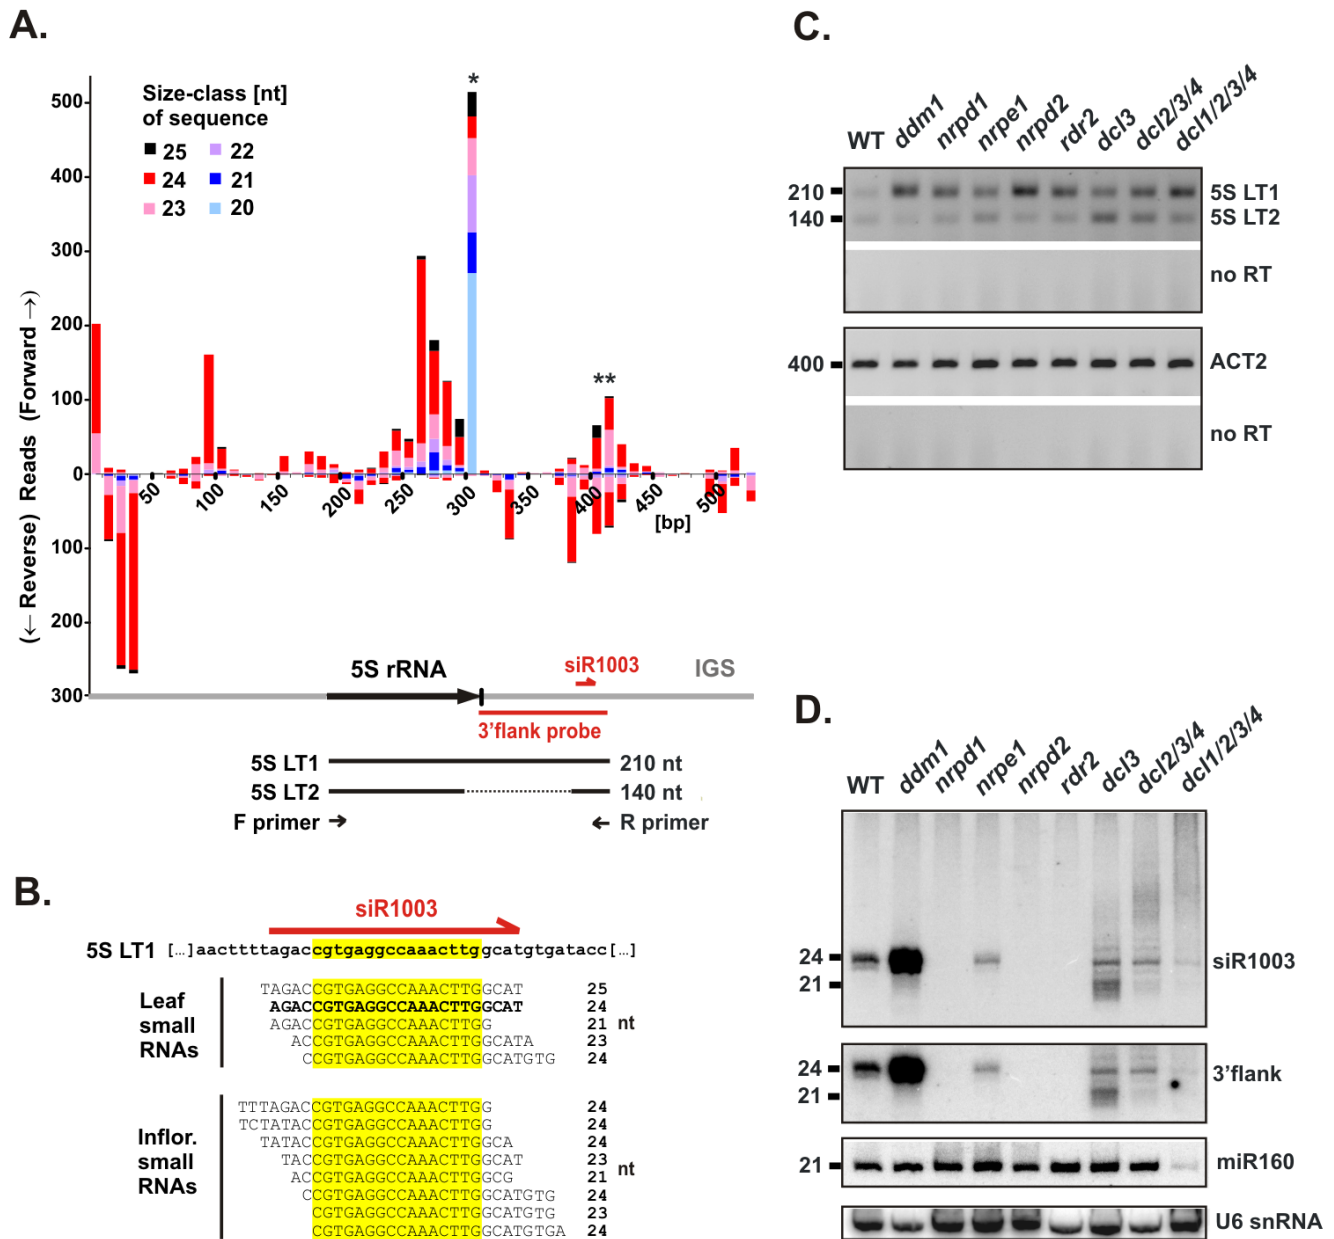 A.
Size-class [nt]
of sequence
25 22
24 21
23 20
500
400
300
200
100
0
100
200
300
(← Reverse) Reads (Forward →)
*
**
50 100 150 200 250 300 350 400 450 500
[bp]
5S rRNA
siR1003
IGS
3'flank probe
5S LT1 210 nt
5S LT2 140 nt
F primer → ← R primer
B.
siR1003
5S LT1 [...]aacttttagaccgtgaggccaaacttggcatgtgatacc[...]
Leaf small RNAs
TAGACCGTGAGGCCAAACTTGGCAT 25
AGACCGTGAGGCCAAACTTGGCAT 24
AGACCGTGAGGCCAAACTTGG 21 nt
ACCGTGAGGCCAAACTTGGCATA 23
CCGTGAGGCCAAACTTGGCATGTG 24
Inflor. small RNAs
TTTAGACCGTGAGGCCAAACTTGG 24
TCTATACCGTGAGGCCAAACTTGG 24
TATACCGTGAGGCCAAACTTGGCA 24
TACCGTGAGGCCAAACTTGGCAT 23
ACCGTGAGGCCAAACTTGGCG 21 nt
CCGTGAGGCCAAACTTGGCATGTG 24
CGTGAGGCCAAACTTGGCATGTG 23
CGTGAGGCCAAACTTGGCATGTGA 24
C.
WT ddm1 nrpd1 nrpe1 nrpd2 rdr2 dcl3 dcl2/3/4 dcl1/2/3/4
210 5S LT1
140 5S LT2
no RT
400 ACT2
no RT
D.
WT ddm1 nrpd1 nrpe1 nrpd2 rdr2 dcl3 dcl2/3/4 dcl1/2/3/4
24 siR1003
21
24 3'flank
21
21 miR160
U6 snRNA